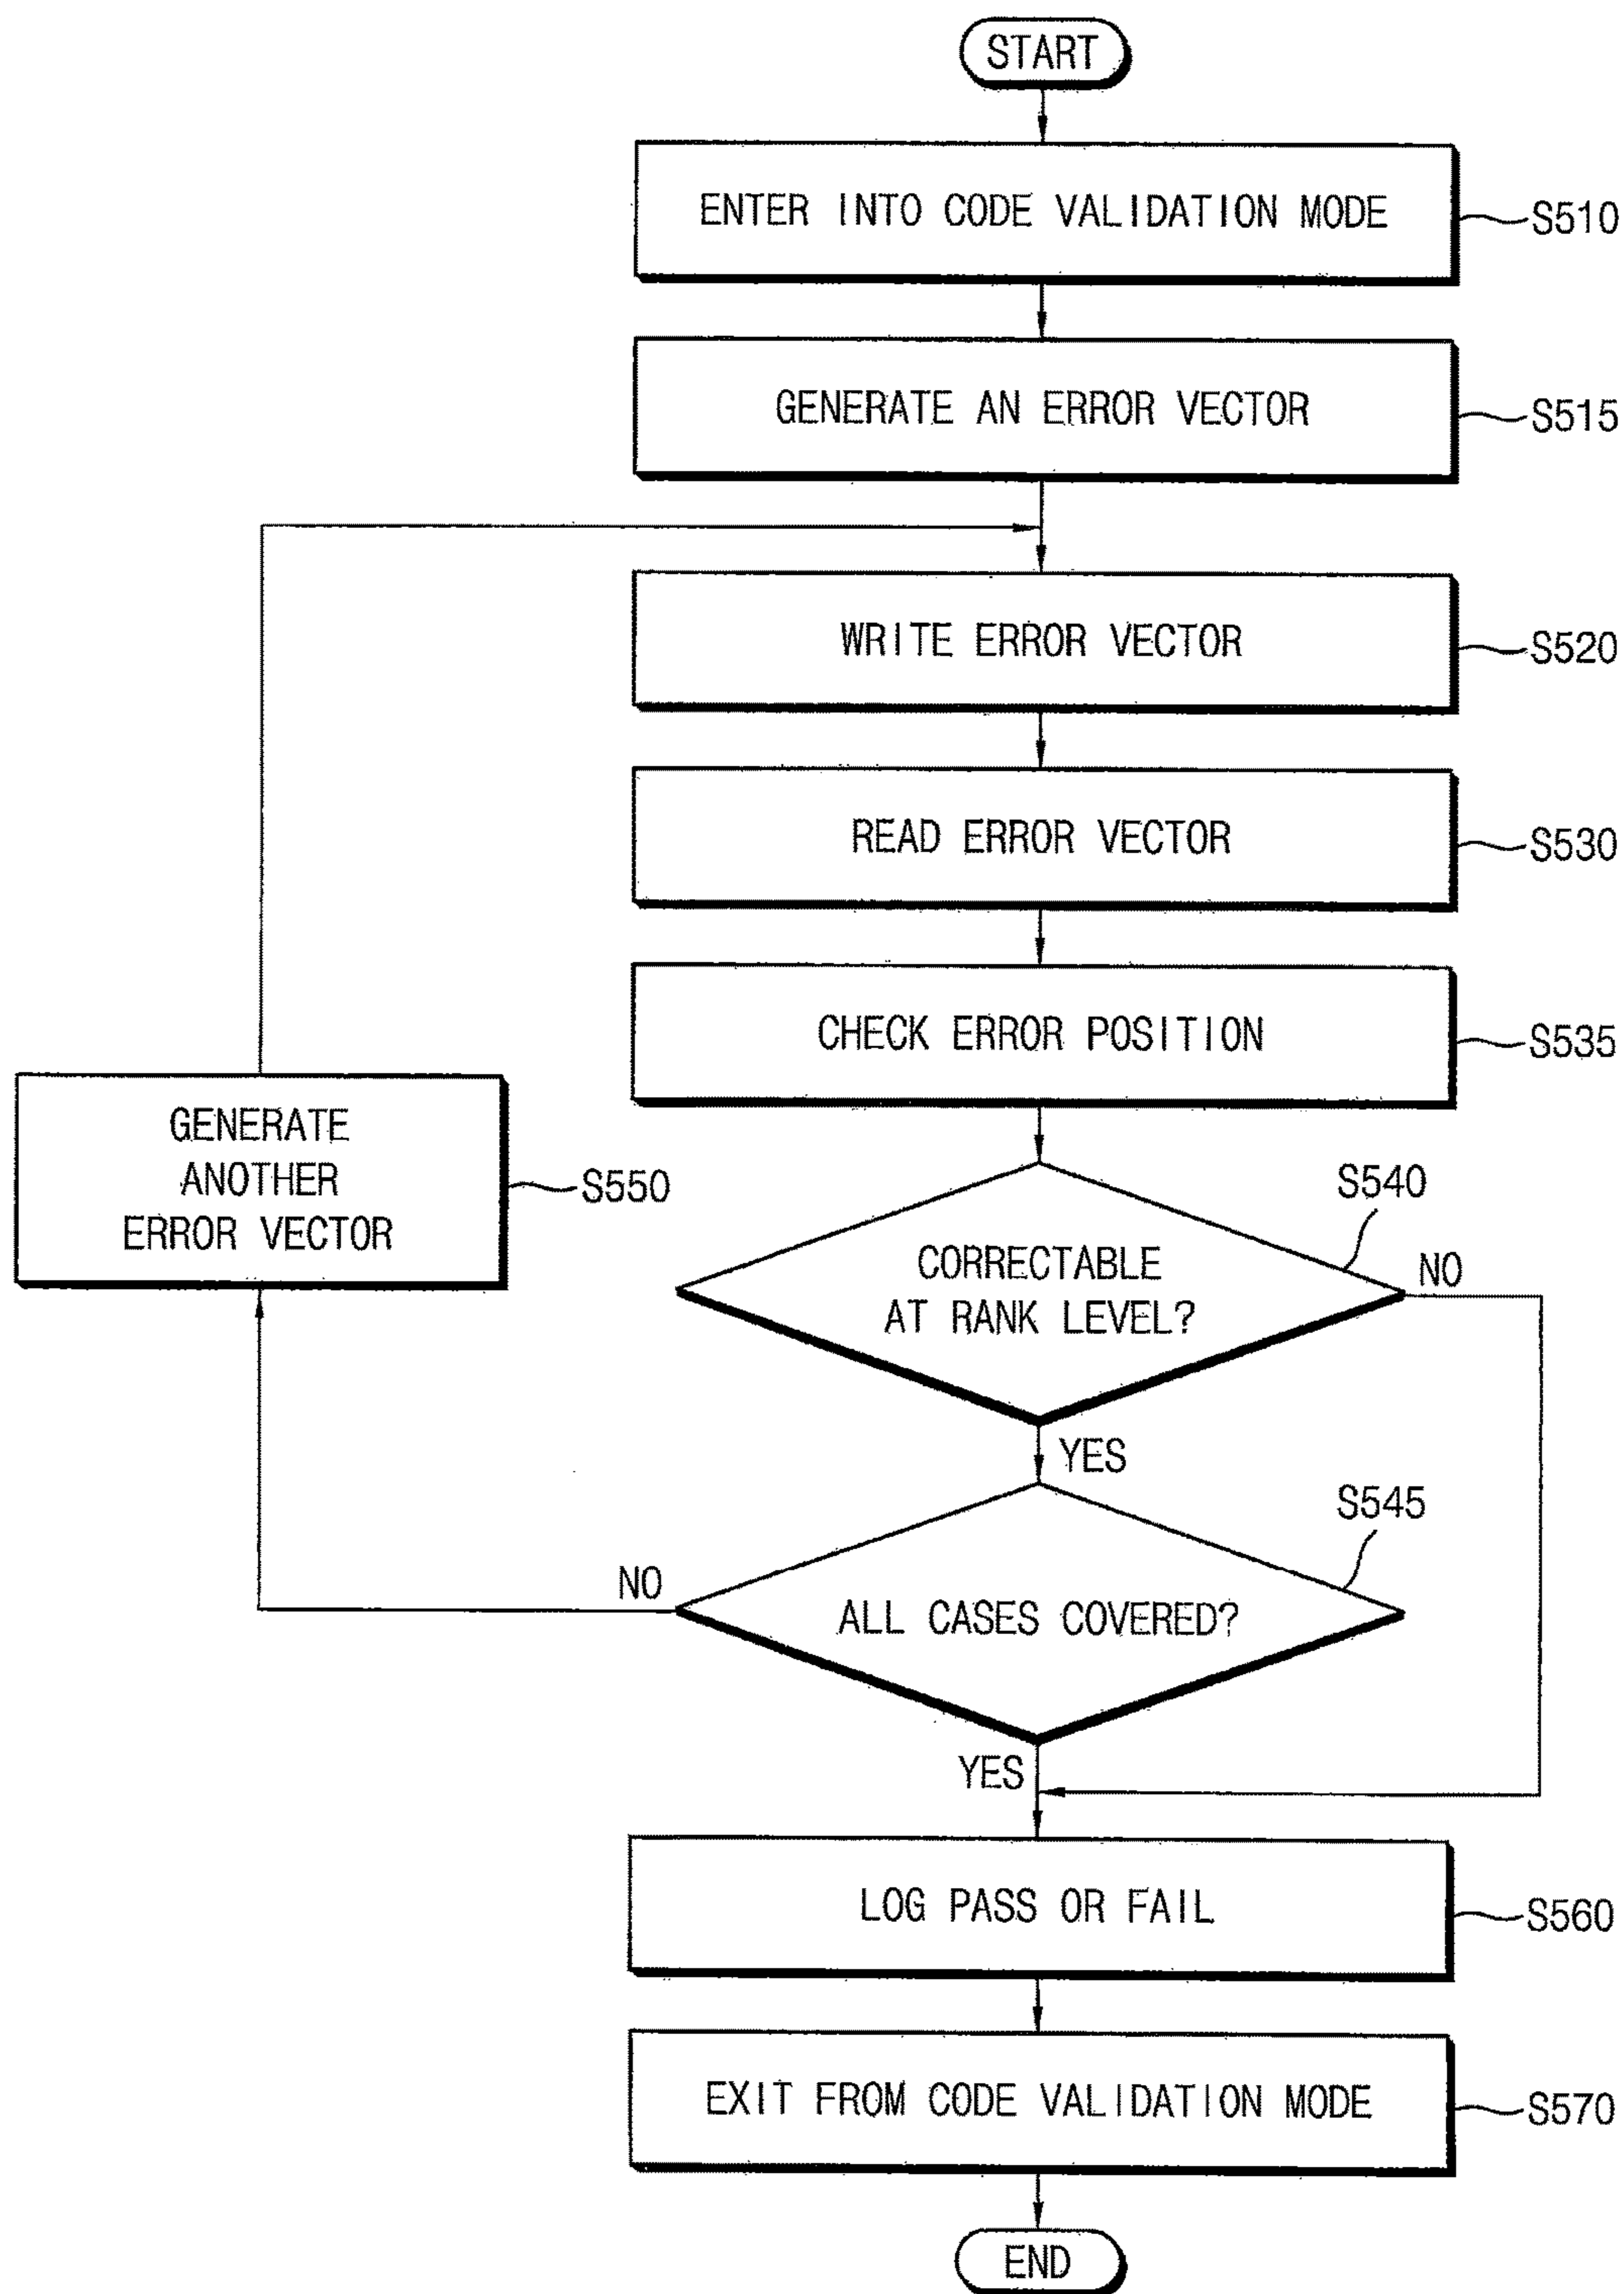 START
ENTER INTO CODE VALIDATION MODE
S510
GENERATE AN ERROR VECTOR
S515
WRITE ERROR VECTOR
S520
READ ERROR VECTOR
S530
CHECK ERROR POSITION
S535
GENERATE
ANOTHER
ERROR VECTOR
S550
S540
CORRECTABLE
AT RANK LEVEL?
NO
YES
S545
NO
ALL CASES COVERED?
YES
LOG PASS OR FAIL
S560
EXIT FROM CODE VALIDATION MODE
S570
END